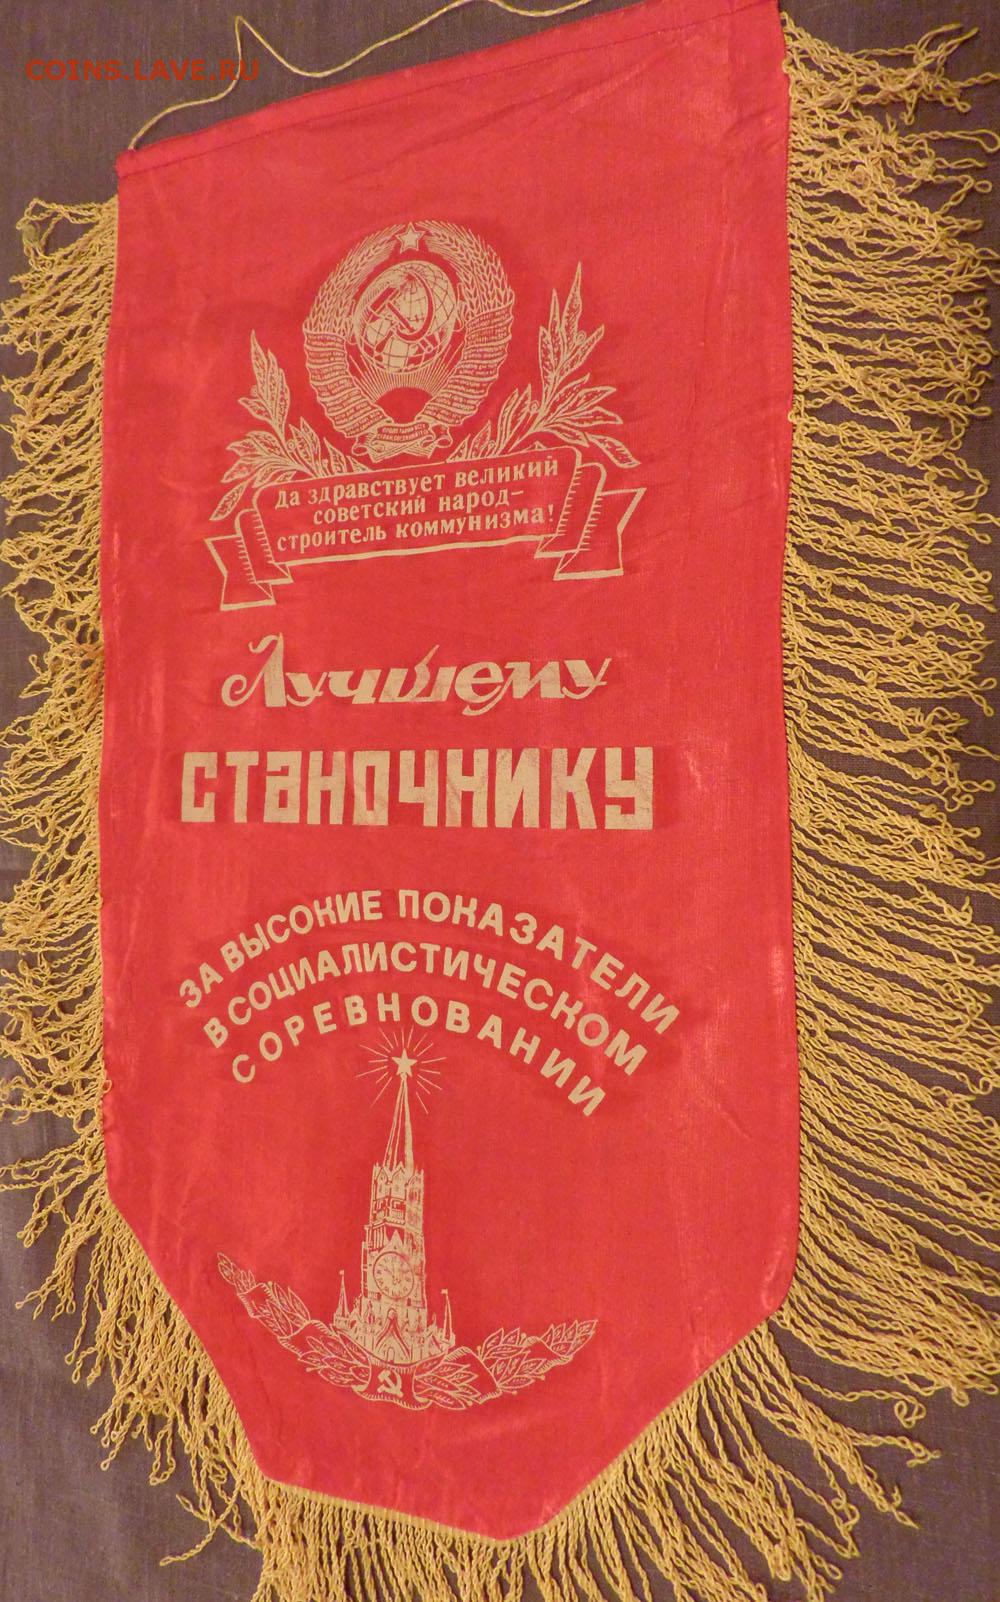 COINS.LAVE.RU
да здравствует великий
советский народ–
строитель коммунизма!
Лучшему
СТАНОЧНИКУ
ЗА ВЫСОКИЕ ПОКАЗАТЕЛИ
В СОЦИАЛИСТИЧЕСКОМ
СОРЕВНОВАНИИ